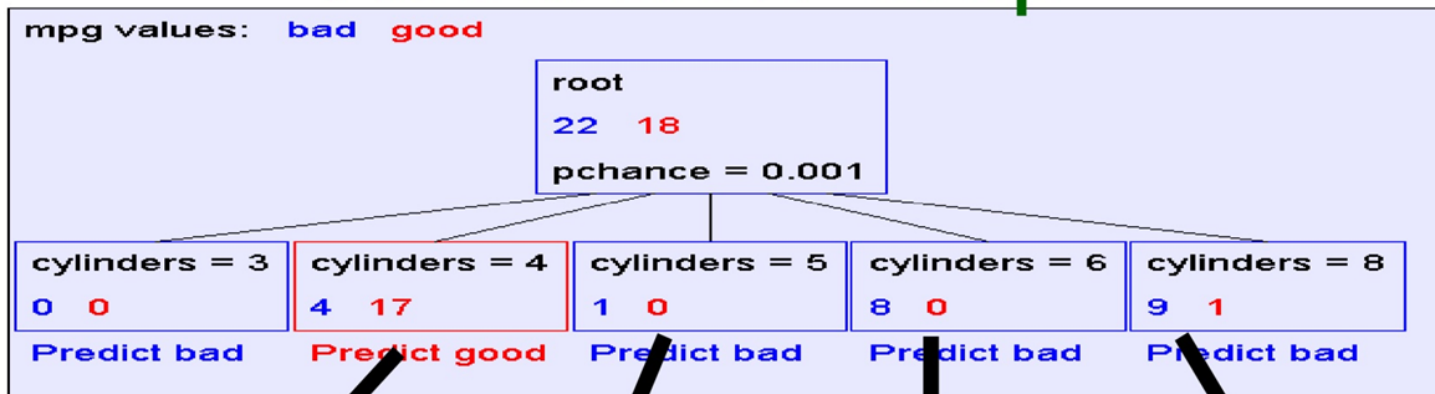 mpg values: bad good
root
22 18
pchance = 0.001
cylinders = 3
0 0
Predict bad
cylinders = 4
4 17
Predict good
cylinders = 5
1 0
Predict bad
cylinders = 6
8 0
Predict bad
cylinders = 8
9 1
Predict bad